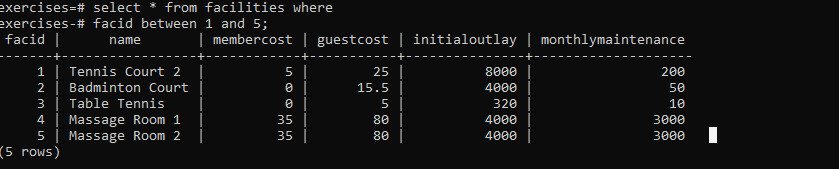 exercises=# select * from facilities where
exercises-# facid between 1 and 5;
 facid |      name       | membercost | guestcost | initialoutlay | monthlymaintenance
-------+-----------------+------------+-----------+---------------+--------------------
     1 | Tennis Court 2  |          5 |        25 |          8000 |                200
     2 | Badminton Court |          0 |      15.5 |          4000 |                 50
     3 | Table Tennis    |          0 |         5 |           320 |                 10
     4 | Massage Room 1  |         35 |        80 |          4000 |               3000
     5 | Massage Room 2  |         35 |        80 |          4000 |               3000
(5 rows)